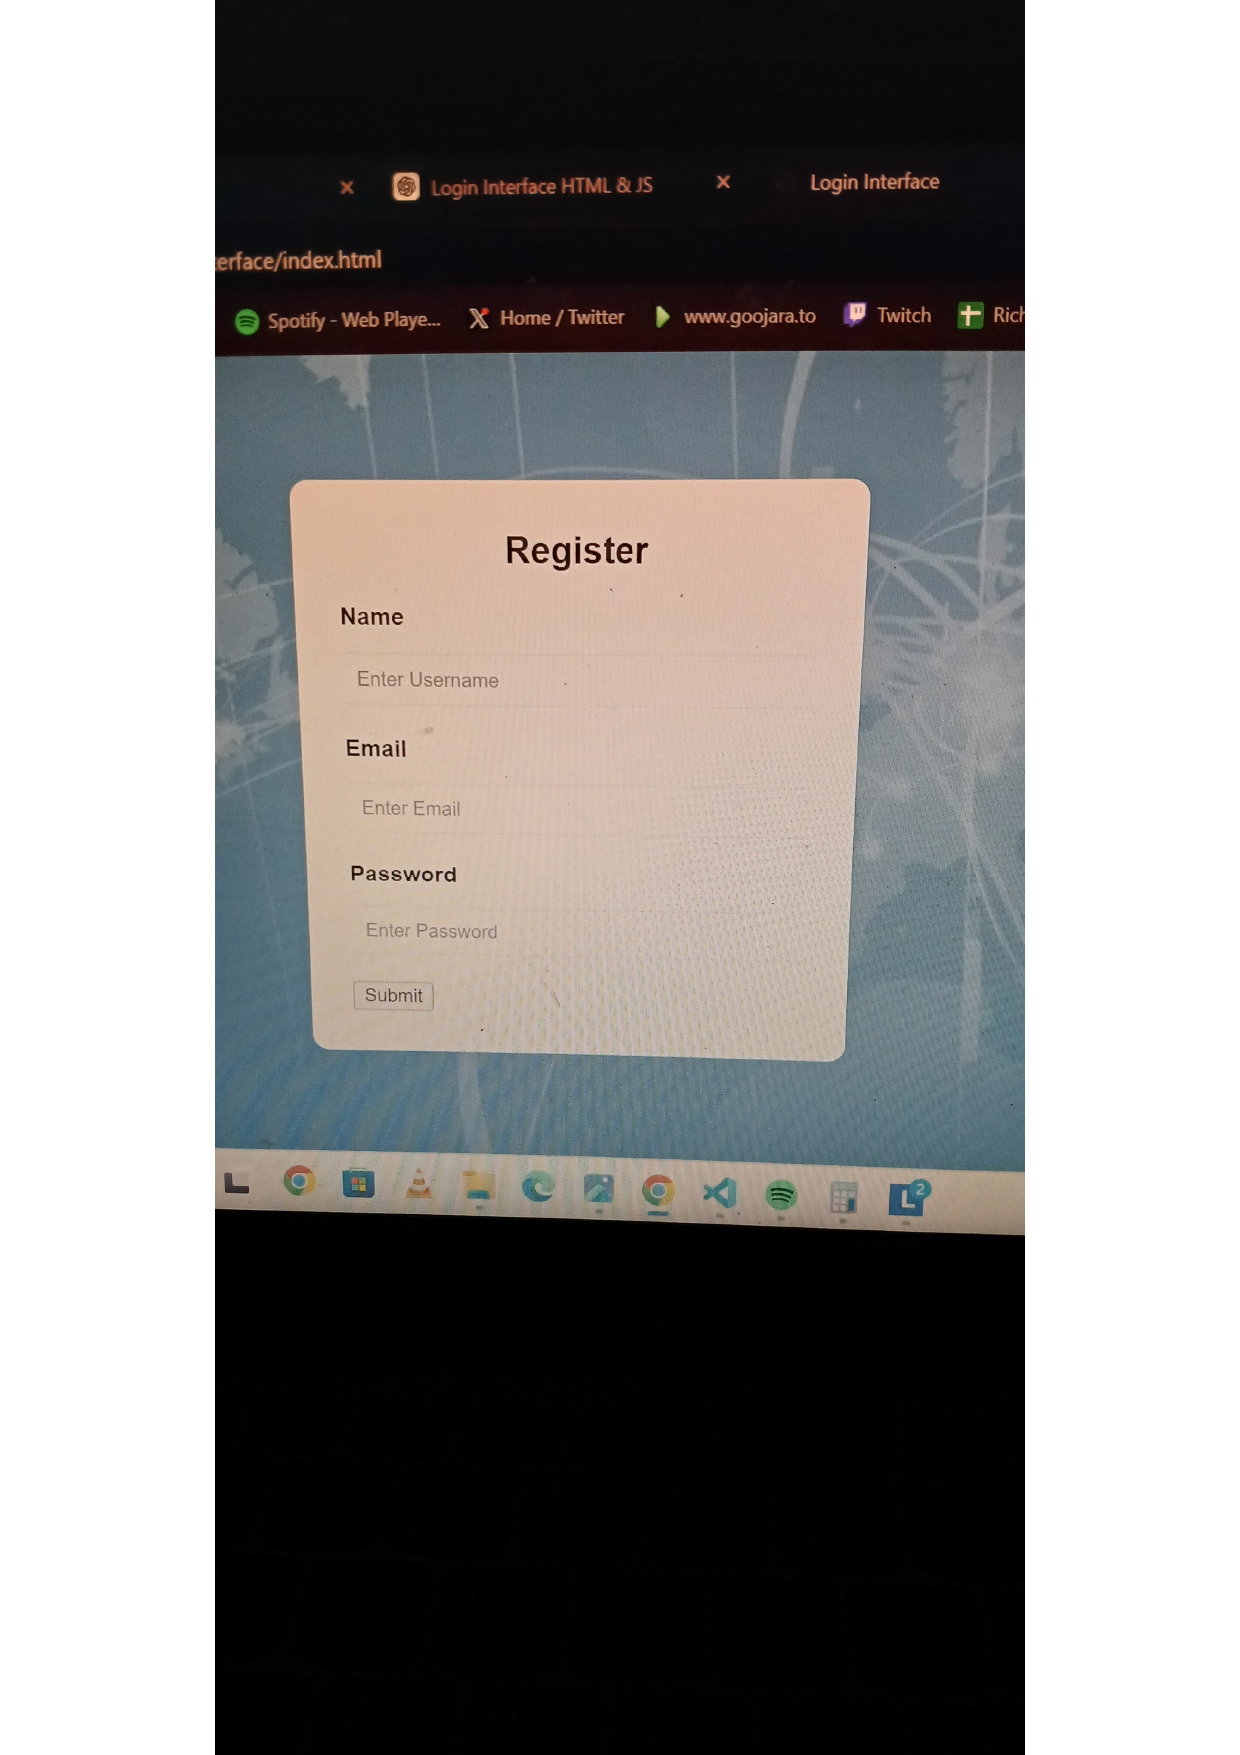 Login Interface HTML & JS
Login Interface
erface/index.html
Spotify - Web Playe... Home / Twitter www.goojara.to Twitch Rich
Register
Name
Enter Username
Email
Enter Email
Password
Enter Password
Submit
2